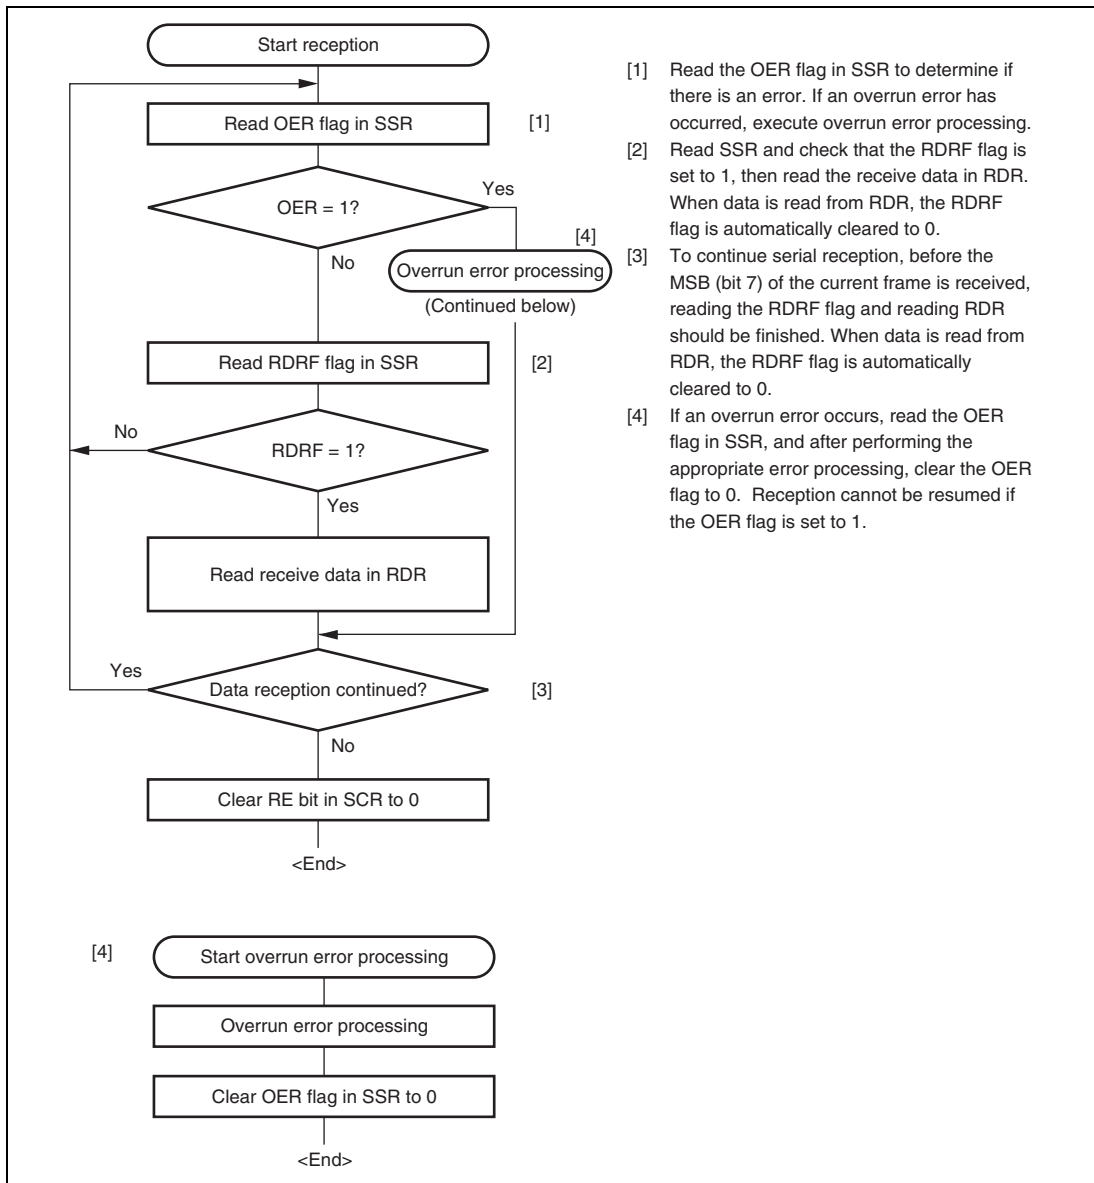 Start reception
Read OER flag in SSR
[1]
OER = 1?
Yes
No
[4]
Overrun error processing
(Continued below)
Read RDRF flag in SSR
[2]
No
RDRF = 1?
Yes
Read receive data in RDR
Yes
Data reception continued?
[3]
No
Clear RE bit in SCR to 0
<End>
[4]
Start overrun error processing
Overrun error processing
Clear OER flag in SSR to 0
<End>
[1] Read the OER flag in SSR to determine if
there is an error. If an overrun error has
occurred, execute overrun error processing.
[2] Read SSR and check that the RDRF flag is
set to 1, then read the receive data in RDR.
When data is read from RDR, the RDRF
flag is automatically cleared to 0.
[3] To continue serial reception, before the
MSB (bit 7) of the current frame is received,
reading the RDRF flag and reading RDR
should be finished. When data is read from
RDR, the RDRF flag is automatically
cleared to 0.
[4] If an overrun error occurs, read the OER
flag in SSR, and after performing the
appropriate error processing, clear the OER
flag to 0. Reception cannot be resumed if
the OER flag is set to 1.